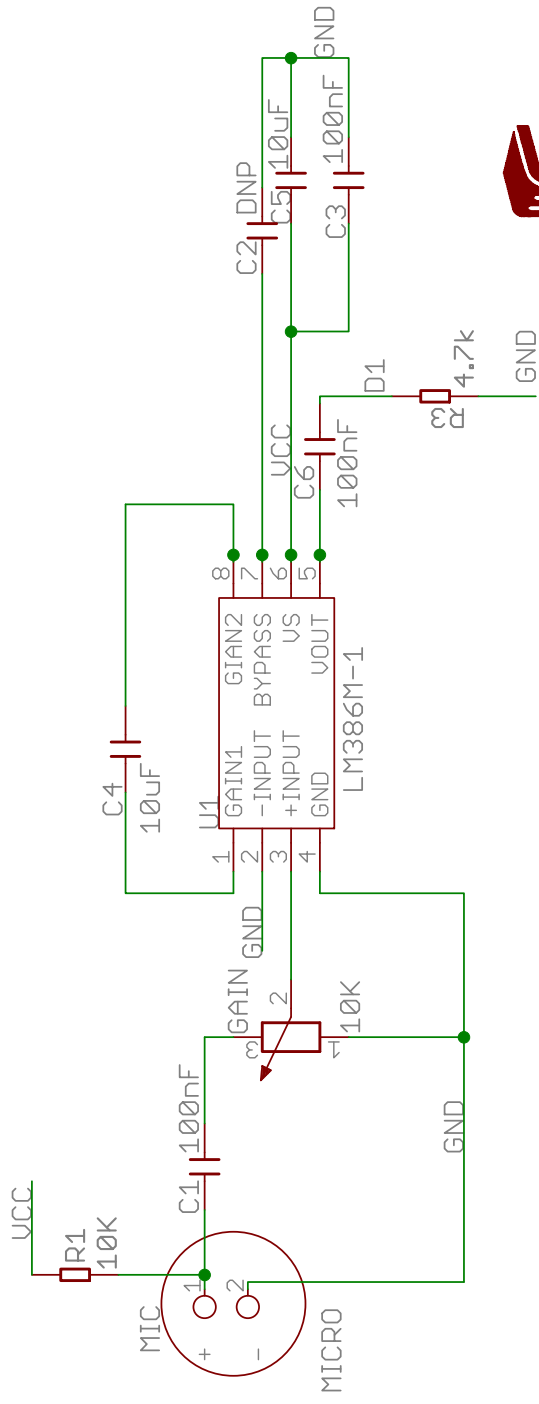 VCC
R1
10K
MIC
1
2
+
-
MICRO
C1
100nF
GAIN
3
2
1
10K
GND
GND
C4
10uF
U1
1
2
3
4
GAIN1
-INPUT
+INPUT
GND
GIAN2
BYPASS
VS
VOUT
8
7
6
5
LM386M-1
VCC
C6
100nF
D1
R3
4.7k
GND
C2
DNP
C5
10uF
C3
100nF
GND